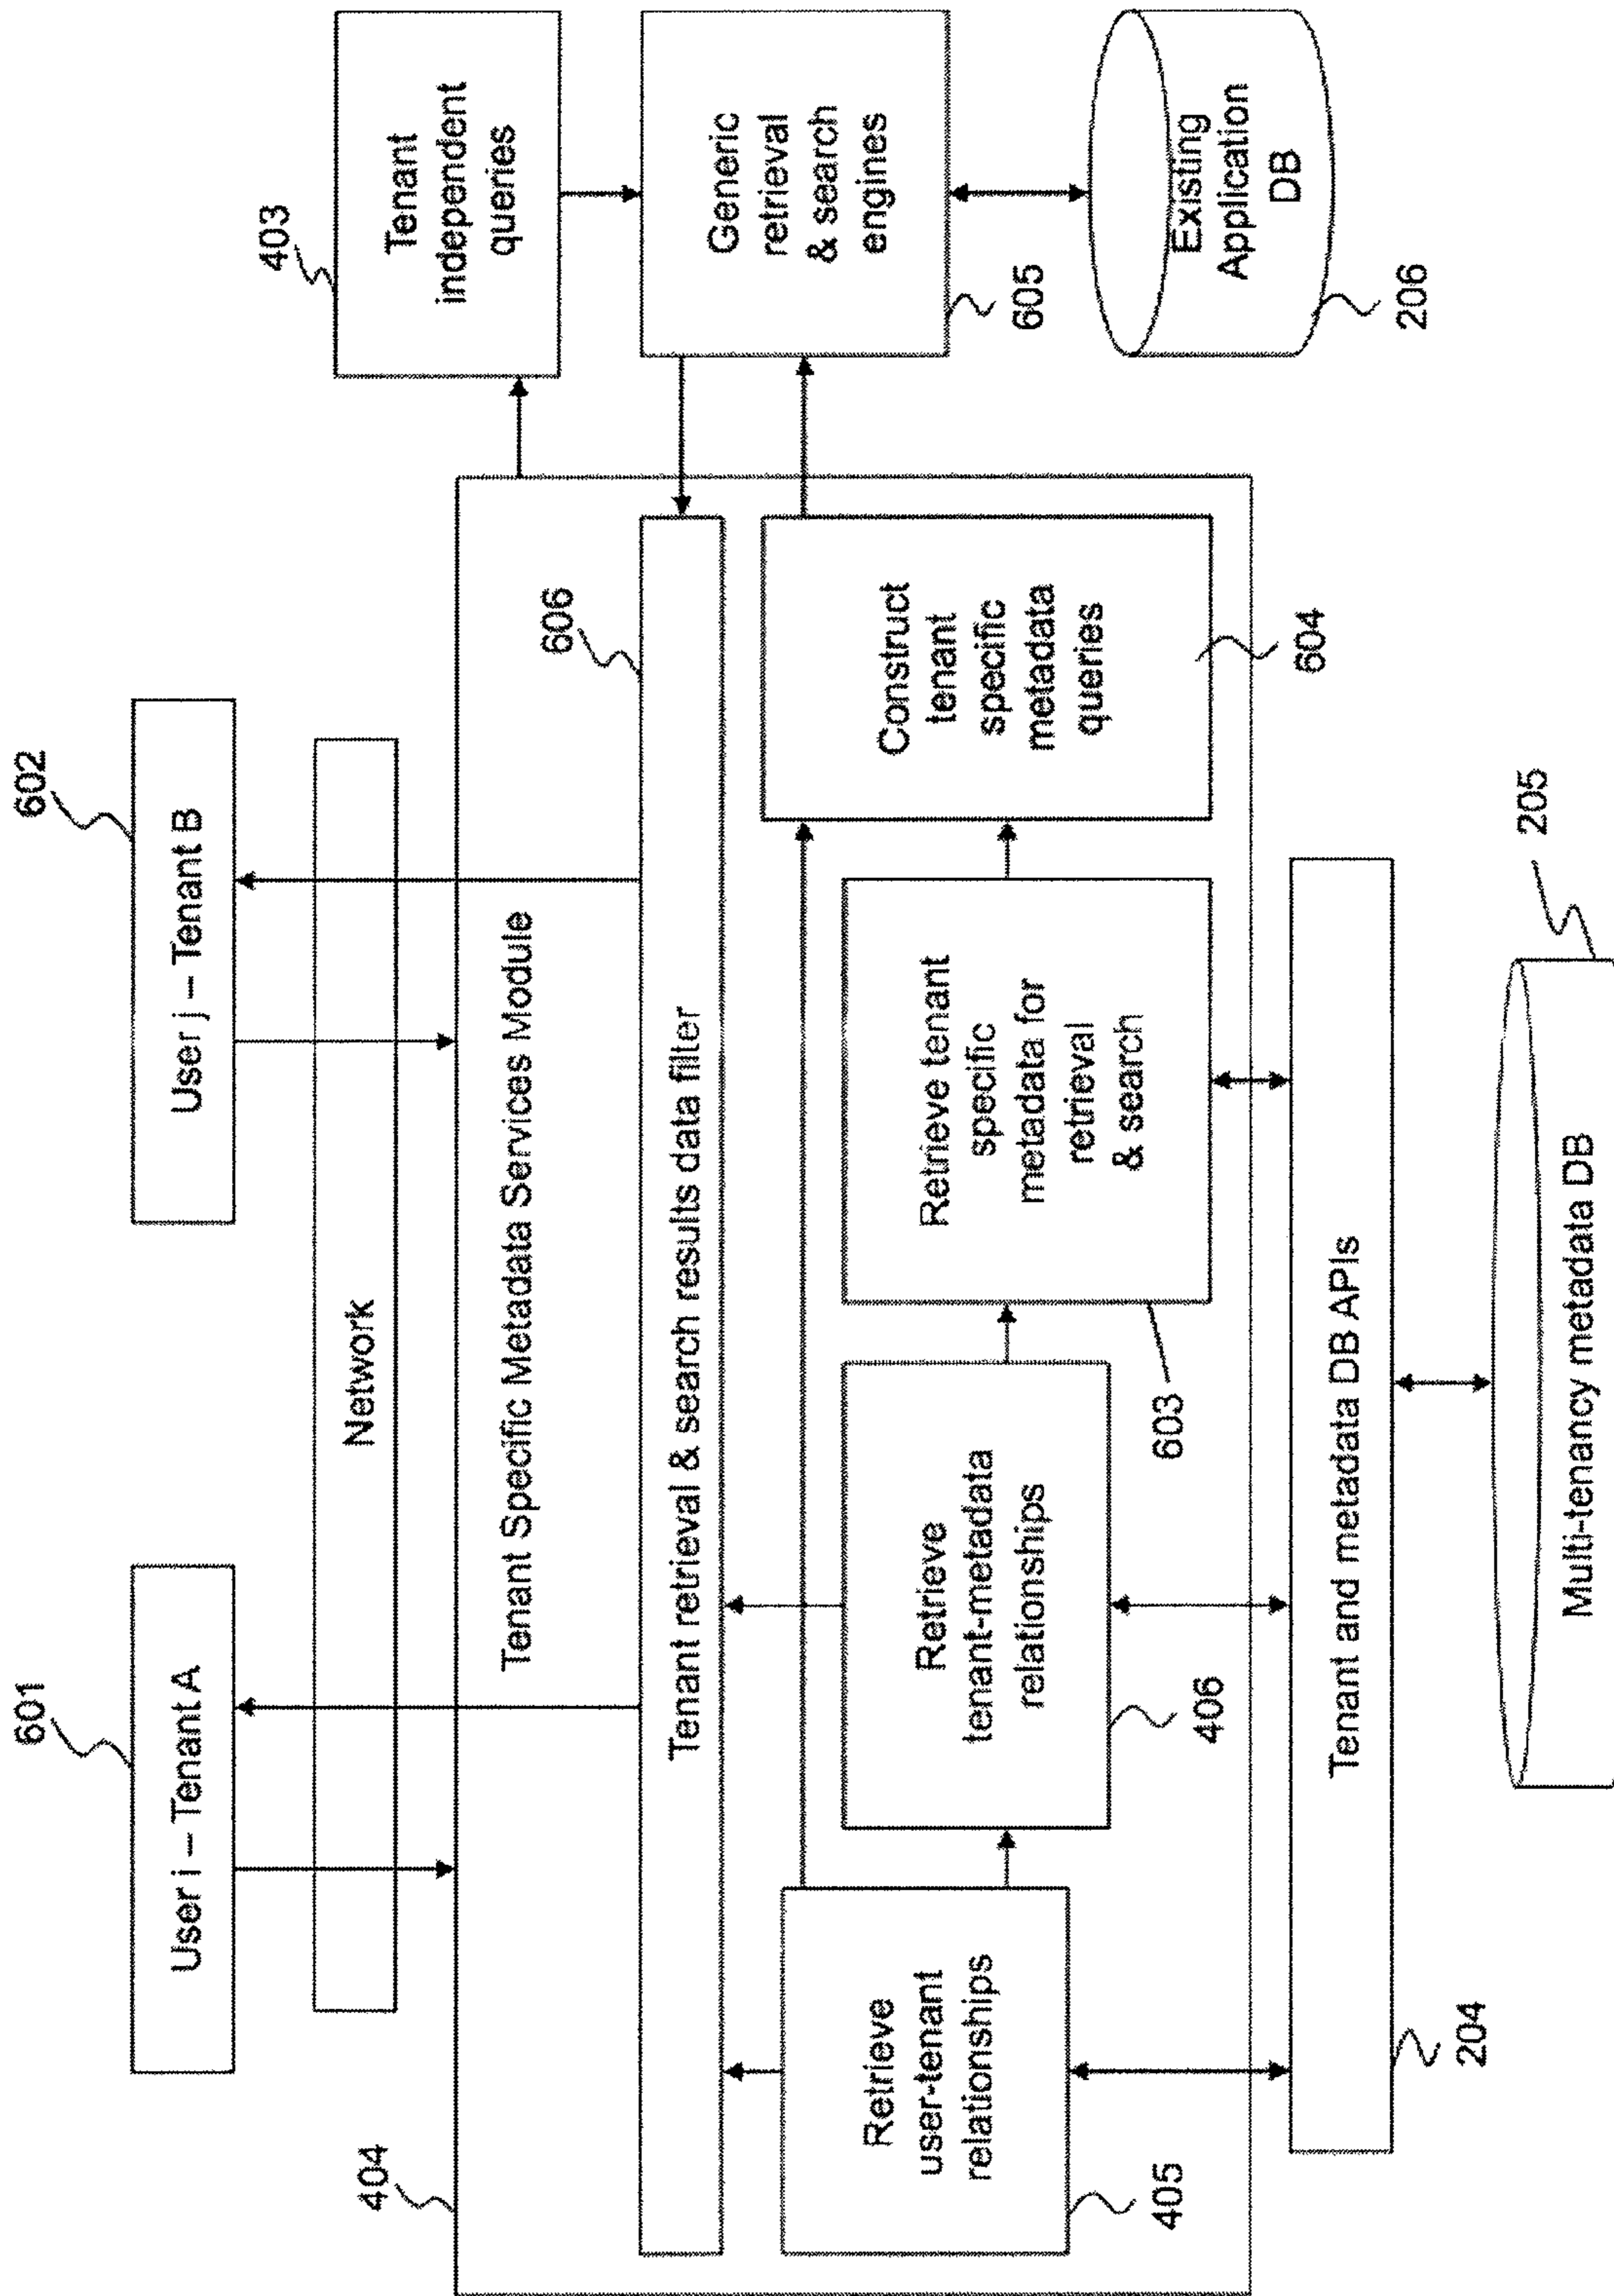 601
User i – Tenant A
602
User j – Tenant B
Network
403
Tenant
independent
queries
404
Tenant Specific Metadata Services Module
606
Tenant retrieval & search results data filter
Generic
retrieval
& search
engines
605
Retrieve
user-tenant
relationships
405
Retrieve
tenant-metadata
relationships
406
Retrieve tenant
specific
metadata for
retrieval
& search
603
Construct
tenant
specific
metadata
queries
604
Existing
Application
DB
206
Tenant and metadata DB APIs
204
205
Multi-tenancy metadata DB